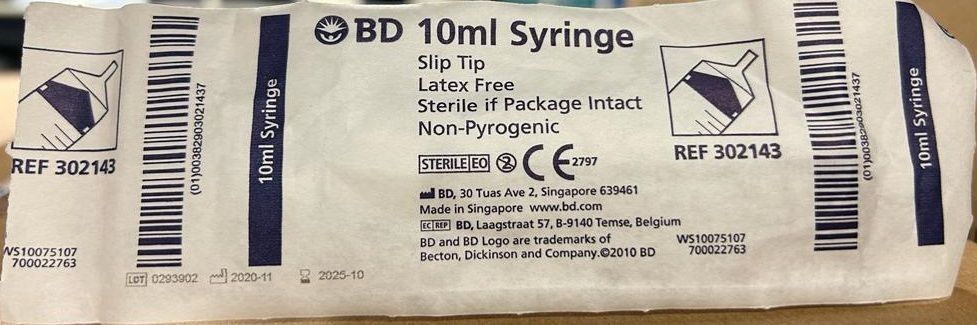 REF 302143
WS10075107
700022763
(01)00382903021437
10ml Syringe
BD 10ml Syringe
Slip Tip
Latex Free
Sterile if Package Intact
Non-Pyrogenic
STERILE EO 2 CE 2797
BD, 30 Tuas Ave 2, Singapore 639461
Made in Singapore www.bd.com
EC REP BD, Laagstraat 57, B-9140 Temse, Belgium
BD and BD Logo are trademarks of
Becton, Dickinson and Company.©2010 BD
LOT 0293902 2020-11 2025-10
REF 302143
WS10075107
700022763
(01)00382903021437
10ml Syringe